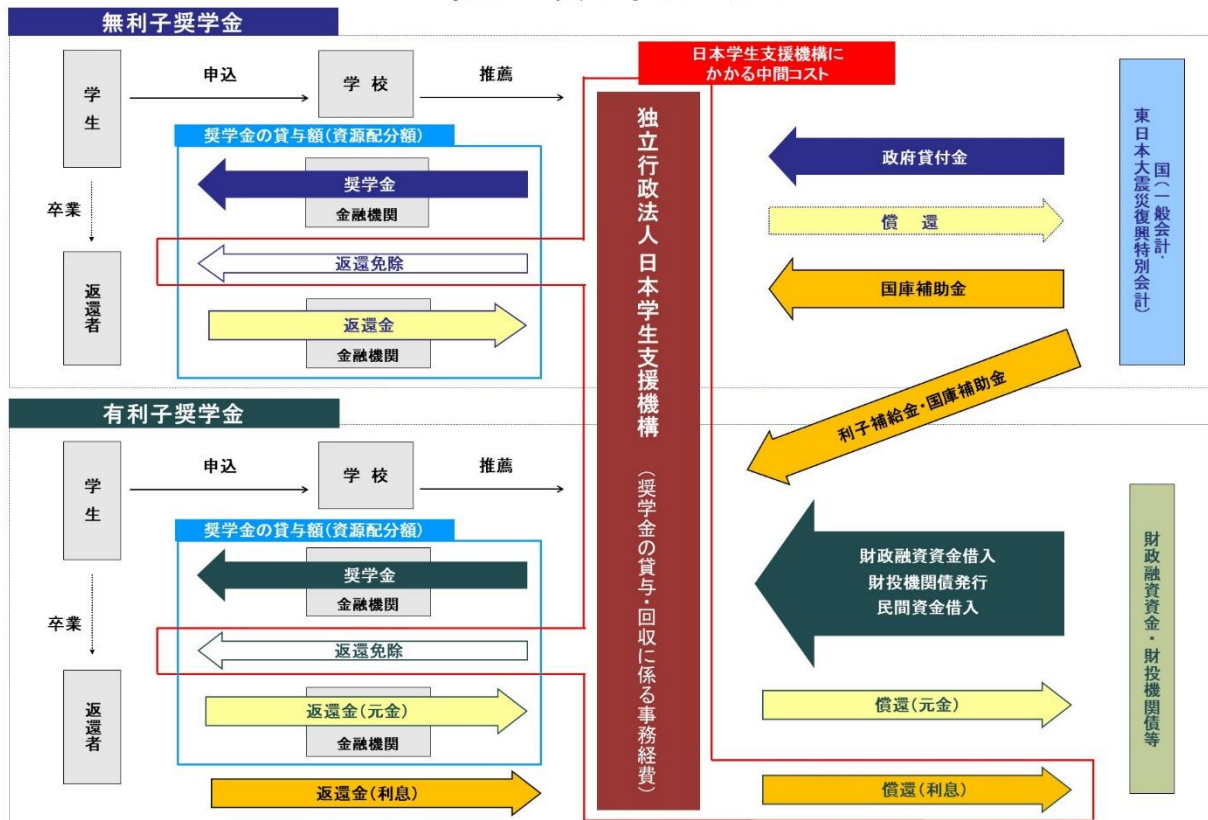 無利子奨学金
学生
申込
学校
推薦
日本学生支援機構に
かかる中間コスト
奨学金の貸与額(資源配分額)
奨学金
金融機関
卒業
返還免除
返還者
返還金
金融機関
独立行政法人 日本学生支援機構
(奨学金の貸与・回収に係る事務経費)
政府貸付金
償還
国庫補助金
国(一般会計・
東日本大震災復興特別会計)
利子補給金・国庫補助金
有利子奨学金
学生
申込
学校
推薦
奨学金の貸与額(資源配分額)
奨学金
金融機関
卒業
返還免除
返還者
返還金(元金)
金融機関
返還金(利息)
財政融資資金借入
財投機関債発行
民間資金借入
償還(元金)
償還(利息)
財政融資資金・財投機関債等